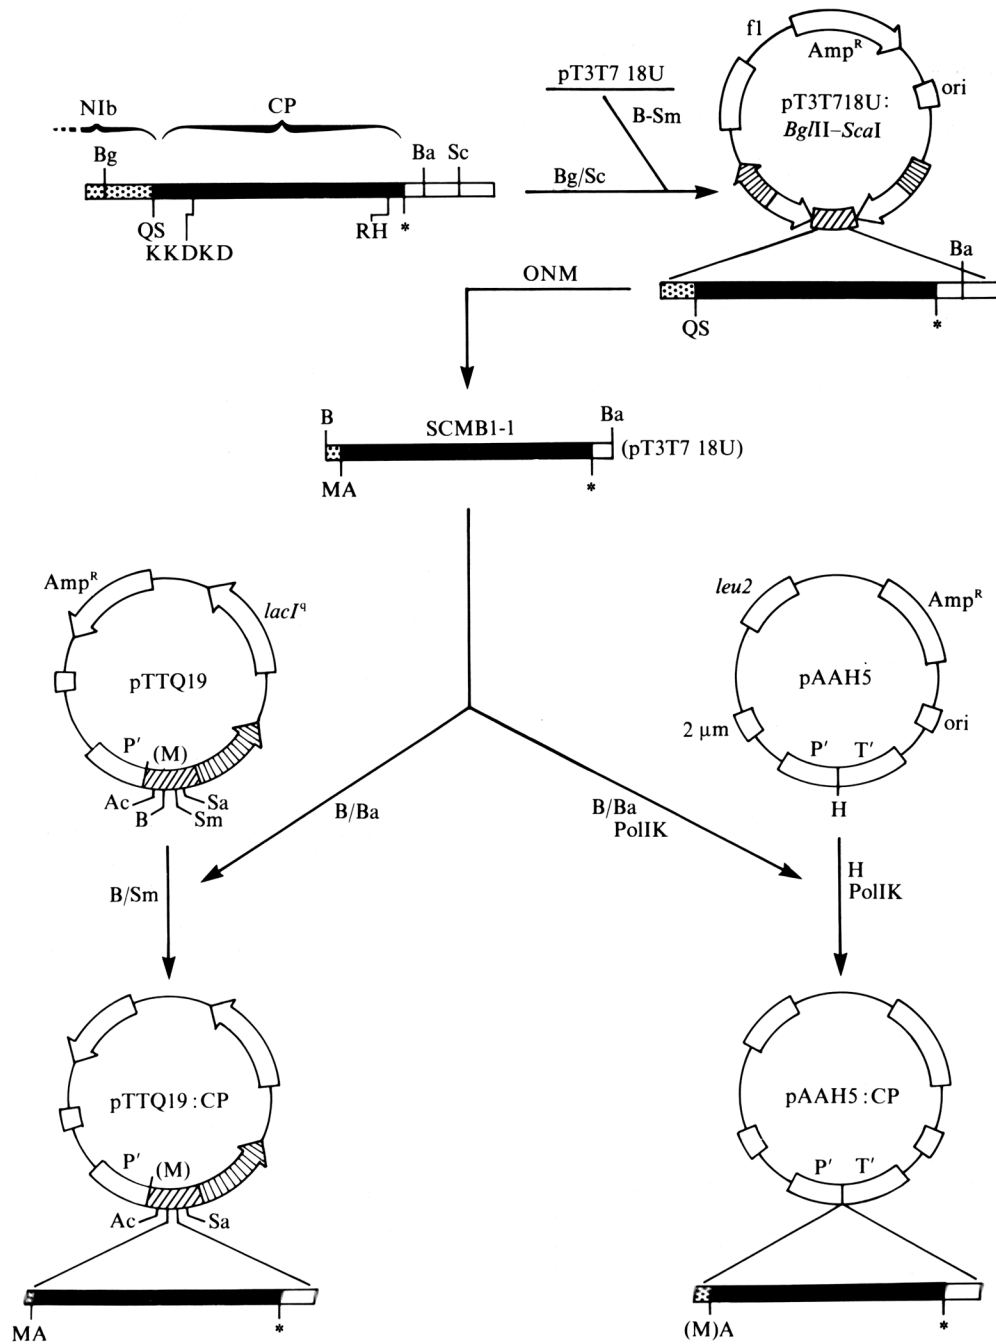 NIb
CP
Bg
Ba
Sc
QS
KKDKD
RH
*
pT3T7 18U
B-Sm
Bg/Sc
f1
Amp^R
ori
pT3T718U:
BglII–ScaI
Ba
QS
*
ONM
B
SCMB1-1
Ba
(pT3T7 18U)
MA
*
Amp^R
lacI^q
pTTQ19
P′
(M)
Ac
B
Sm
Sa
leu2
Amp^R
pAAH5
2 μm
ori
P′
T′
H
B/Ba
B/Ba
PolIK
B/Sm
H
PolIK
pTTQ19:CP
P′
(M)
Ac
Sa
MA
*
pAAH5:CP
P′
T′
(M)A
*